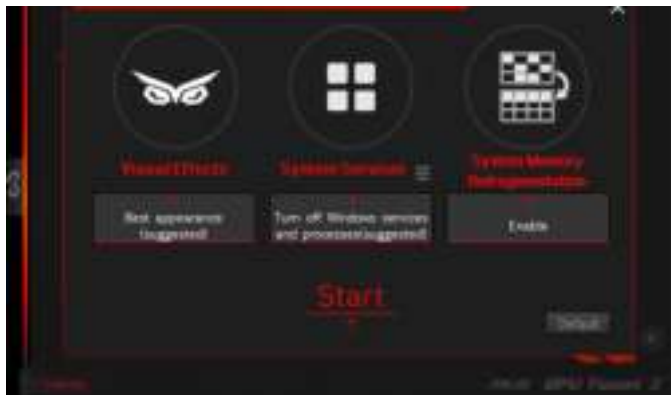 Visual Effects
System Services
System Memory
Defragmentation
Best appearance
(suggested)
Turn off Windows services
and processes(suggested)
Enable
Start
Default